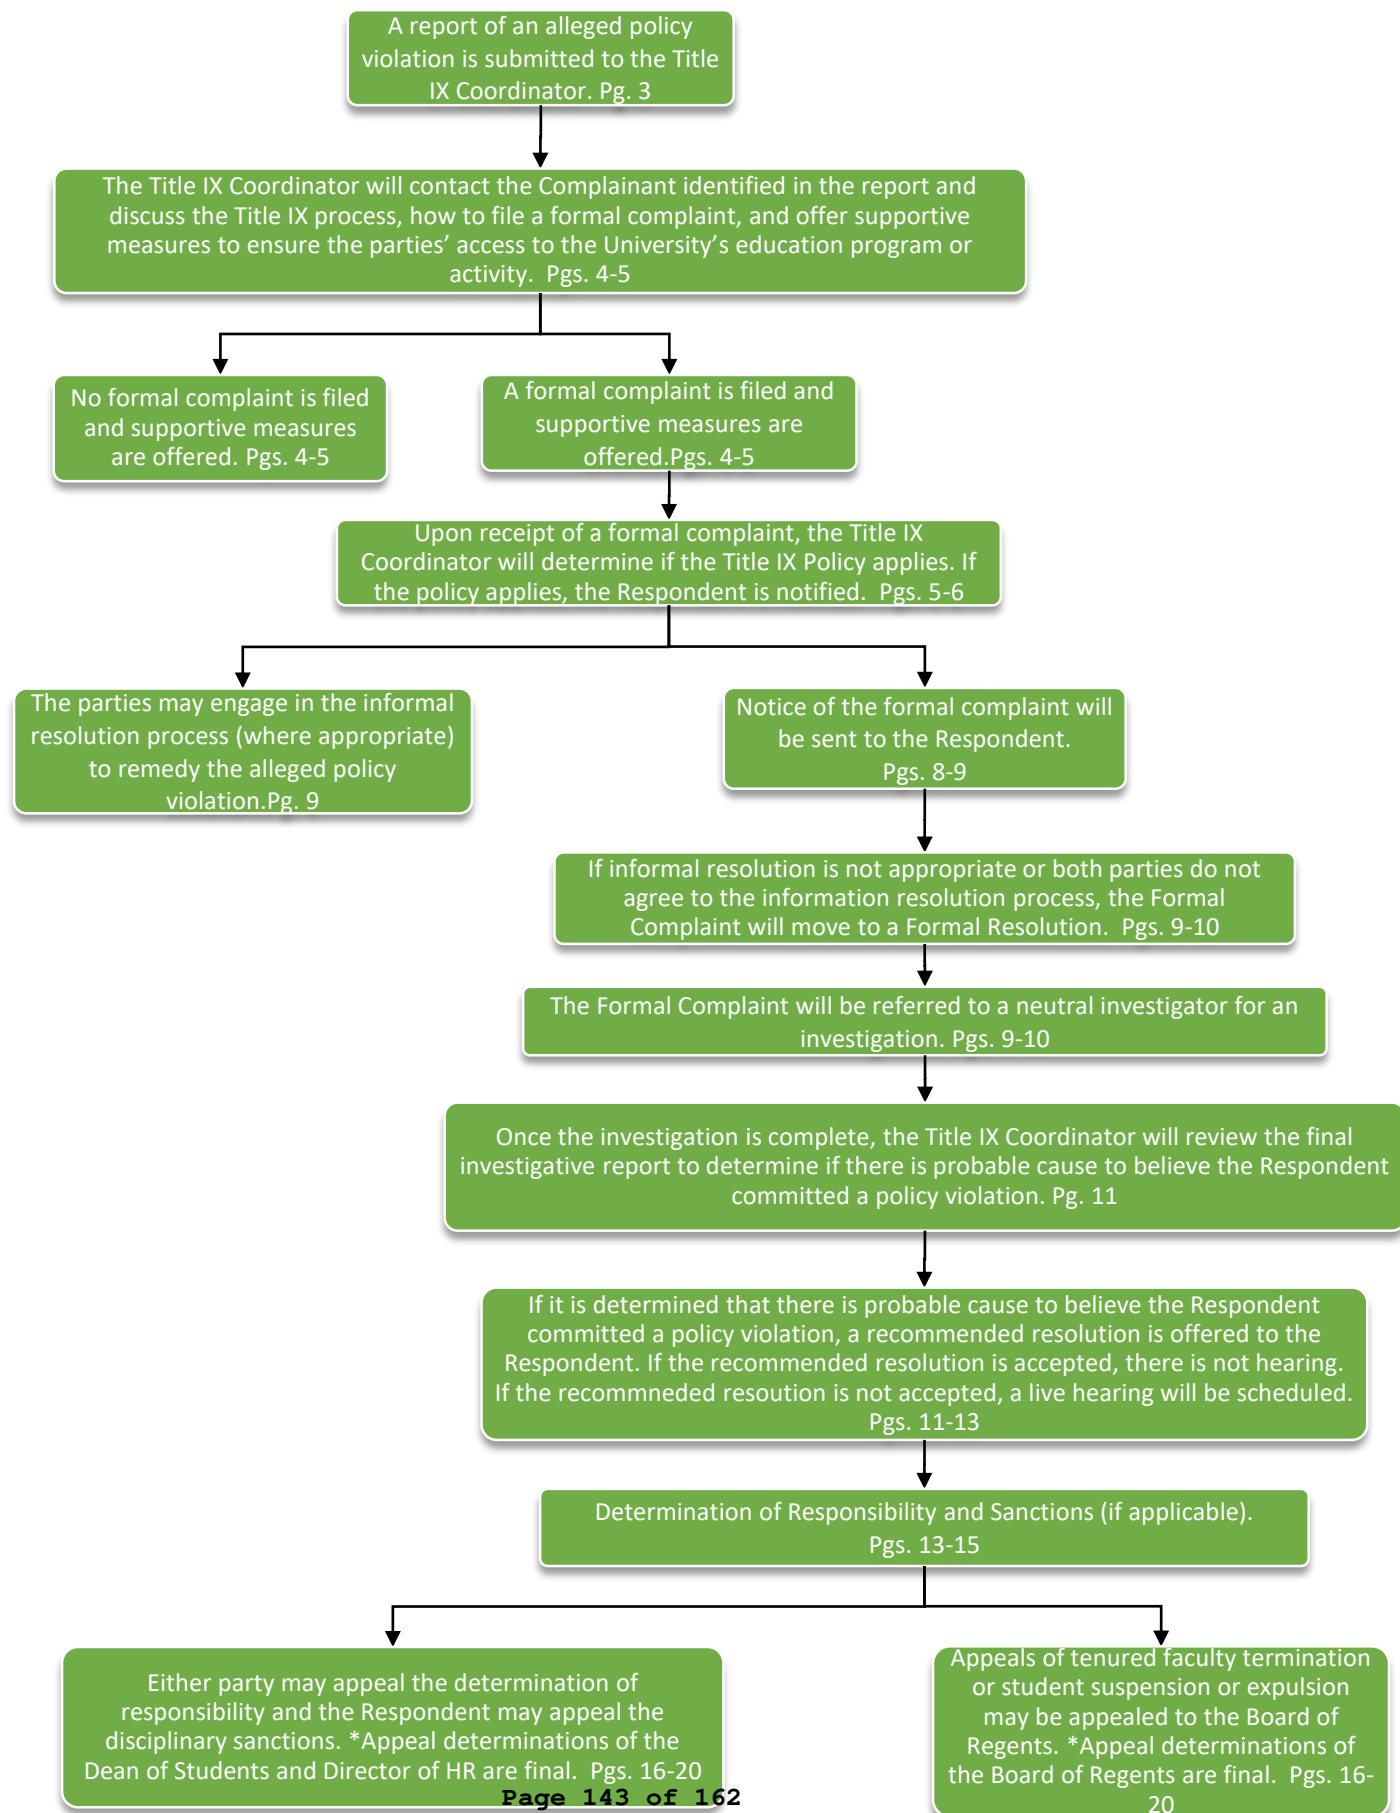 A report of an alleged policy
violation is submitted to the Title
IX Coordinator. Pg. 3
The Title IX Coordinator will contact the Complainant identified in the report and
discuss the Title IX process, how to file a formal complaint, and offer supportive
measures to ensure the parties’ access to the University’s education program or
activity.  Pgs. 4-5
No formal complaint is filed
and supportive measures
are offered. Pgs. 4-5
A formal complaint is filed and
supportive measures are
offered.Pgs. 4-5
Upon receipt of a formal complaint, the Title IX
Coordinator will determine if the Title IX Policy applies. If
the policy applies, the Respondent is notified.  Pgs. 5-6
The parties may engage in the informal
resolution process (where appropriate)
to remedy the alleged policy
violation.Pg. 9
Notice of the formal complaint will
be sent to the Respondent.
Pgs. 8-9
If informal resolution is not appropriate or both parties do not
agree to the information resolution process, the Formal
Complaint will move to a Formal Resolution.  Pgs. 9-10
The Formal Complaint will be referred to a neutral investigator for an
investigation. Pgs. 9-10
Once the investigation is complete, the Title IX Coordinator will review the final
investigative report to determine if there is probable cause to believe the Respondent
committed a policy violation. Pg. 11
If it is determined that there is probable cause to believe the Respondent
committed a policy violation, a recommended resolution is offered to the
Respondent. If the recommended resolution is accepted, there is not hearing.
If the recommneded resoution is not accepted, a live hearing will be scheduled.
Pgs. 11-13
Determination of Responsibility and Sanctions (if applicable).
Pgs. 13-15
Either party may appeal the determination of
responsibility and the Respondent may appeal the
disciplinary sanctions. *Appeal determinations of the
Dean of Students and Director of HR are final.  Pgs. 16-20
Appeals of tenured faculty termination
or student suspension or expulsion
may be appealed to the Board of
Regents. *Appeal determinations of
the Board of Regents are final.  Pgs. 16-
20
Page 143 of 162